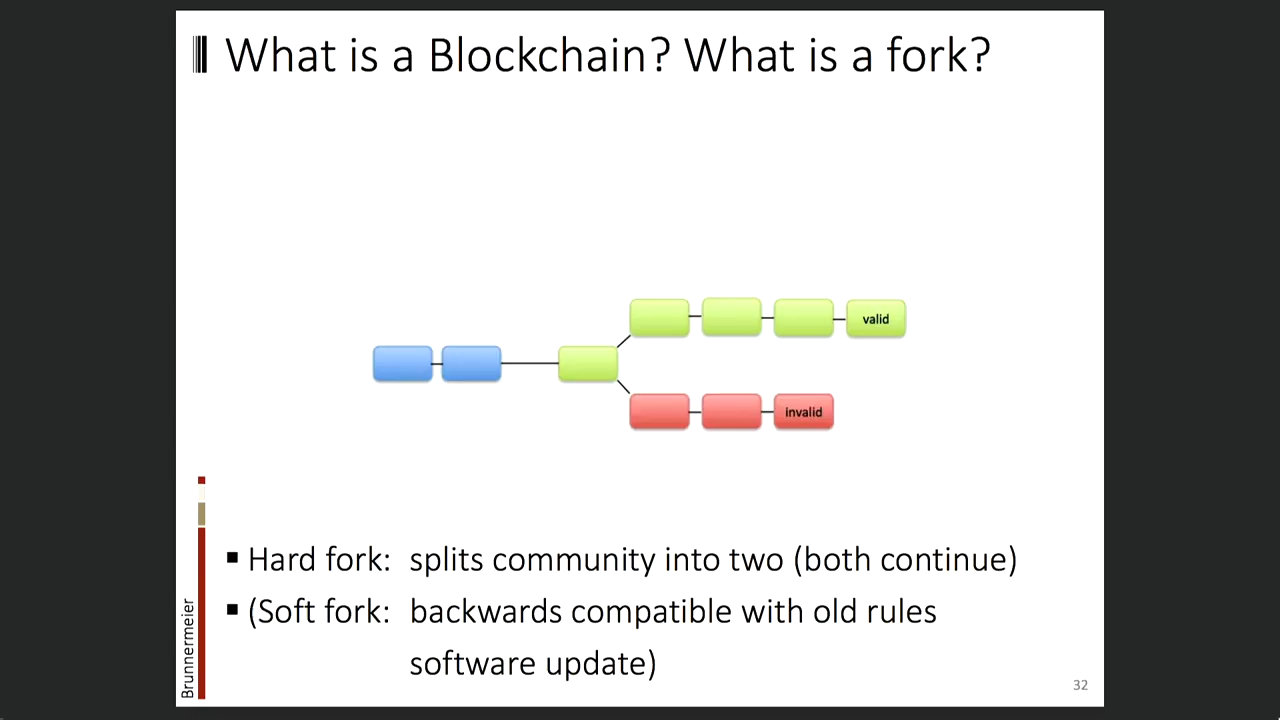 What is a Blockchain? What is a fork?
valid
invalid
▪ Hard fork: splits community into two (both continue)
▪ (Soft fork: backwards compatible with old rules
software update)
Brunnermeier
32